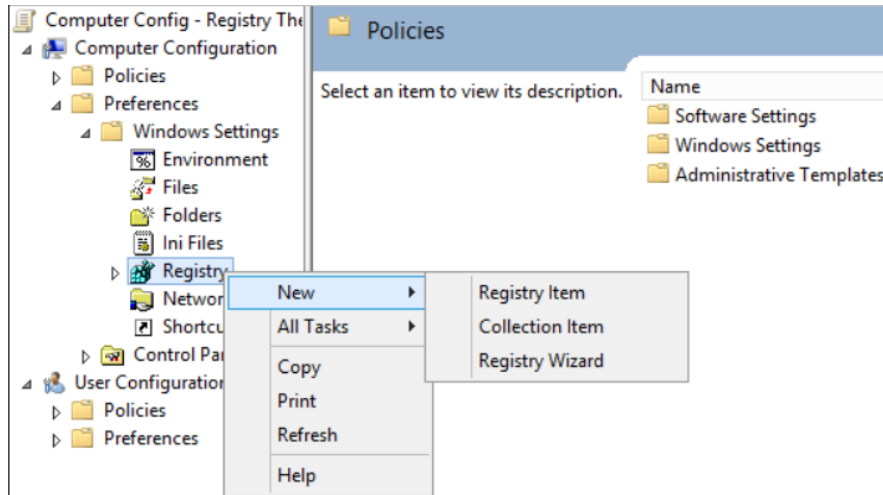 Computer Config - Registry The
Computer Configuration
Policies
Preferences
Windows Settings
Environment
Files
Folders
Ini Files
Registry
Networ
Shortcu
Control Pa
User Configuration
Policies
Preferences
New
All Tasks
Copy
Print
Refresh
Help
Registry Item
Collection Item
Registry Wizard
Policies
Select an item to view its description.
Name
Software Settings
Windows Settings
Administrative Templates